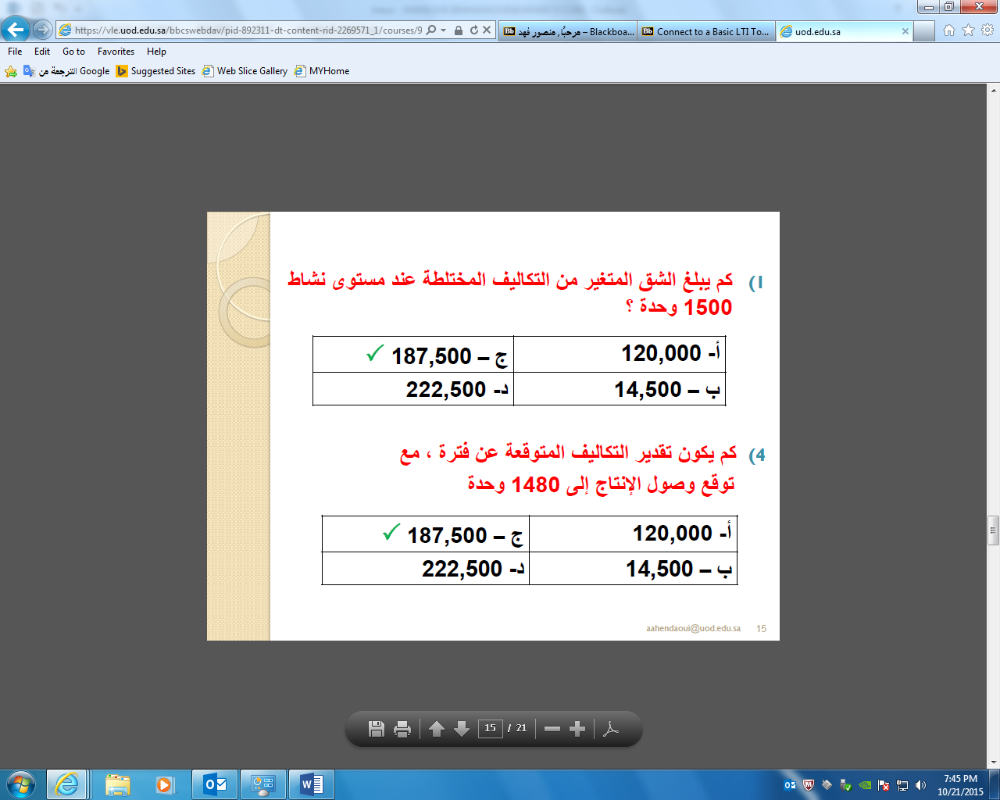 https://vle.uod.edu.sa/bbcswebdav/pid-892311-dt-content-rid-2269571_1/courses/9
مرحبًا, منصور فهد – Blackboa...
Connect to a Basic LTI To...
uod.edu.sa
File Edit Go to Favorites Help
الترجمة من Google Suggested Sites Web Slice Gallery MYHome
1) كم يبلغ الشق المتغير من التكاليف المختلطة عند مستوى نشاط
1500 وحدة ؟
أ- 120,000 ج – 187,500 ✓
ب – 14,500 د- 222,500
4) كم يكون تقدير التكاليف المتوقعة عن فترة ، مع
توقع وصول الإنتاج إلى 1480 وحدة
أ- 120,000 ج – 187,500 ✓
ب – 14,500 د- 222,500
aahendaoui@uod.edu.sa 15
15 / 21
7:45 PM
10/21/2015